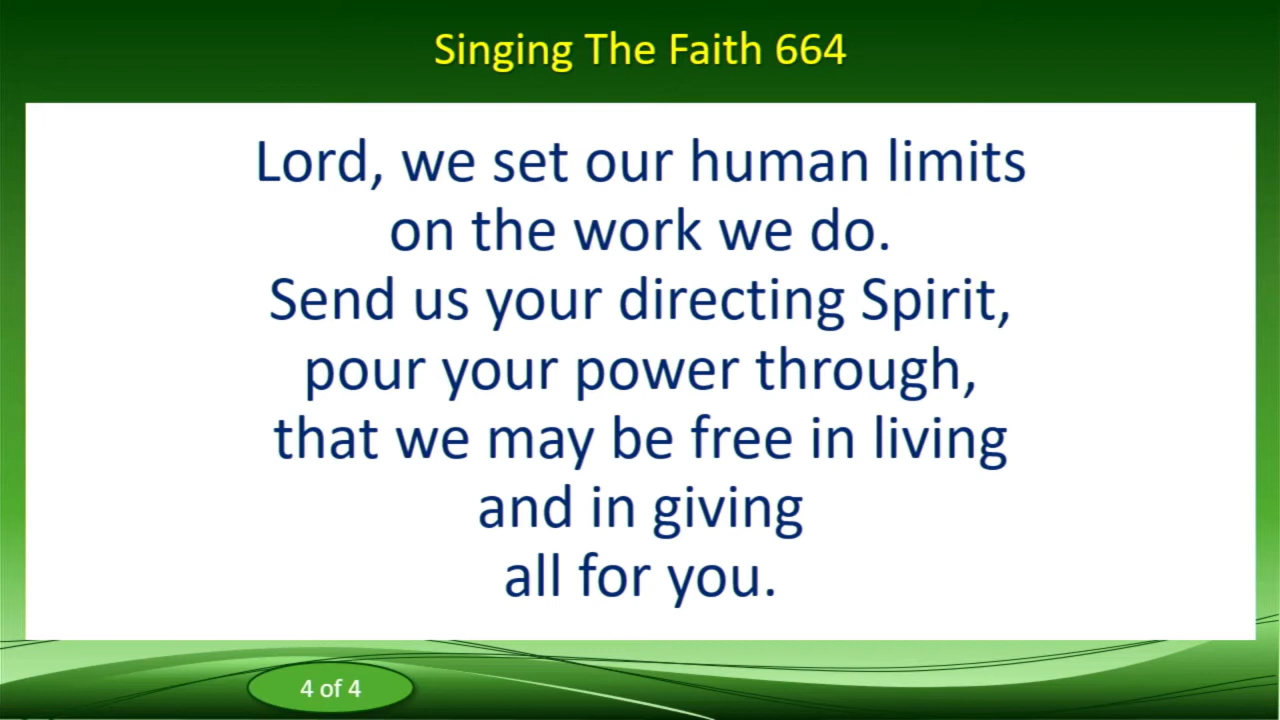 Singing The Faith 664
Lord, we set our human limits
on the work we do.
Send us your directing Spirit,
pour your power through,
that we may be free in living
and in giving
all for you.
4 of 4